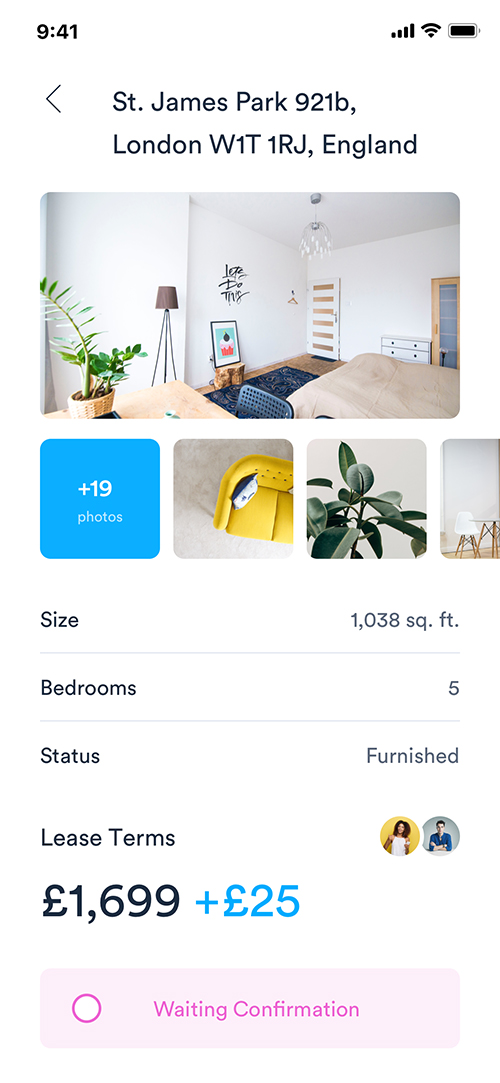 9:41
St. James Park 921b,
London W1T 1RJ, England
Let's
Do
This
+19
photos
Size 1,038 sq. ft.
Bedrooms 5
Status Furnished
Lease Terms
£1,699 +£25
Waiting Confirmation